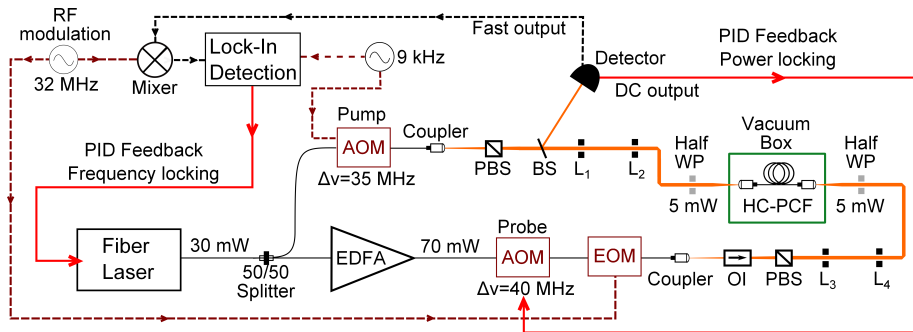 RF
modulation
32 MHz
Mixer
Lock-In
Detection
9 kHz
Fast output
Detector
DC output
PID Feedback
Power locking
Pump
AOM
Δν=35 MHz
Coupler
PBS
BS
L1
L2
Half
WP
5 mW
Vacuum
Box
HC-PCF
Half
WP
5 mW
PID Feedback
Frequency locking
Fiber
Laser
30 mW
50/50
Splitter
EDFA
70 mW
Probe
AOM
Δν=40 MHz
EOM
Coupler
OI
PBS
L3
L4